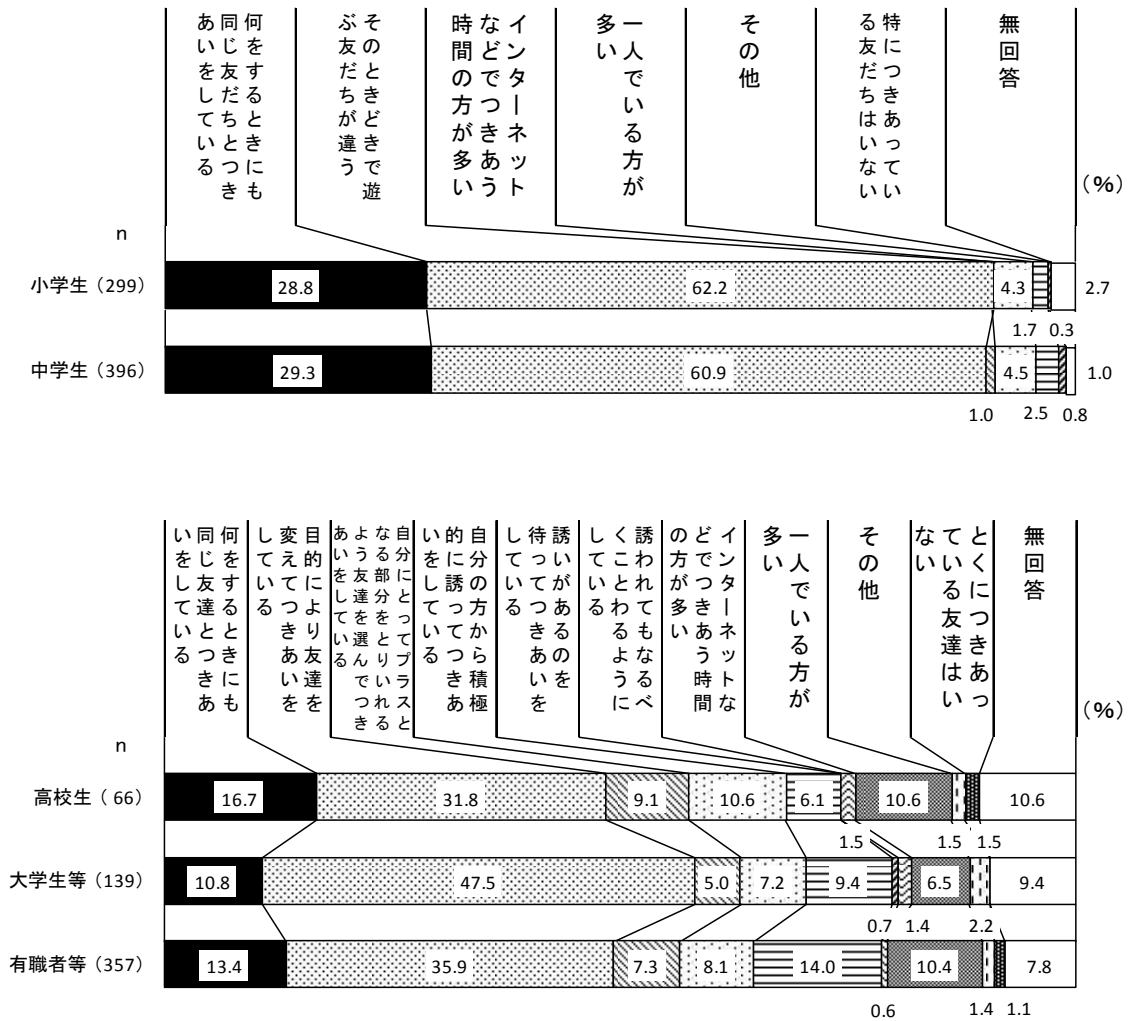 何をするときにも
同じ友だちとつき
あいをしている
そのときどきで遊
ぶ友だちが違う
インターネット
などでつきあう
時間の方が多い
一人でいる方が
多い
その他
特につきあってい
る友だちはいない
無回答
(%)
n
小学生(299) 28.8 62.2 4.3 2.7
1.7 0.3
中学生(396) 29.3 60.9 4.5 1.0
1.0 2.5 0.8
何をするときにも
同じ友達とつきあ
いをしている
目的により友達を
変えてつきあいを
している
自分にとってプラスと
なる部分をとりいれる
よう友達を選んでつき
あいをしている
自分の方から積極
的に誘ってつきあ
いをしている
誘いがあるのを
待ってつきあいを
している
誘われてもなるべ
くことわるように
している
インターネットな
どでつきあう時間
の方が多い
一人でいる方が
多い
その他
とくにつきあっ
ている友達はい
ない
無回答
(%)
n
高校生( 66) 16.7 31.8 9.1 10.6 6.1 10.6 10.6
1.5 1.5 1.5
大学生等(139) 10.8 47.5 5.0 7.2 9.4 6.5 9.4
0.7 1.4 2.2
有職者等(357) 13.4 35.9 7.3 8.1 14.0 10.4 7.8
0.6 1.4 1.1